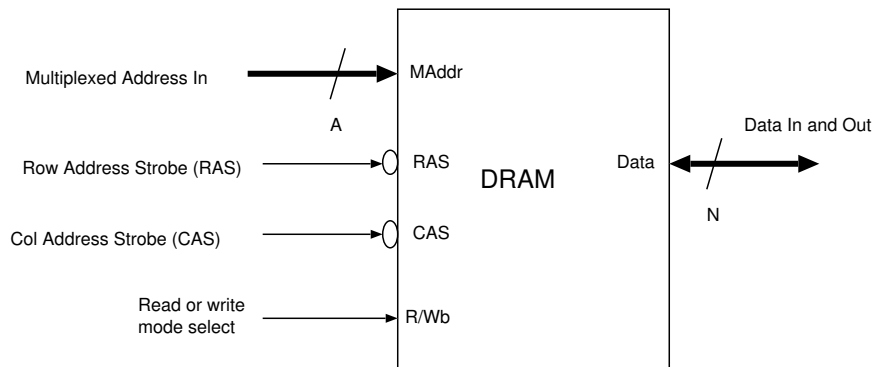 Multiplexed Address In
A
MAddr
Row Address Strobe (RAS)
RAS
Col Address Strobe (CAS)
CAS
Read or write
mode select
R/Wb
DRAM
Data
Data In and Out
N